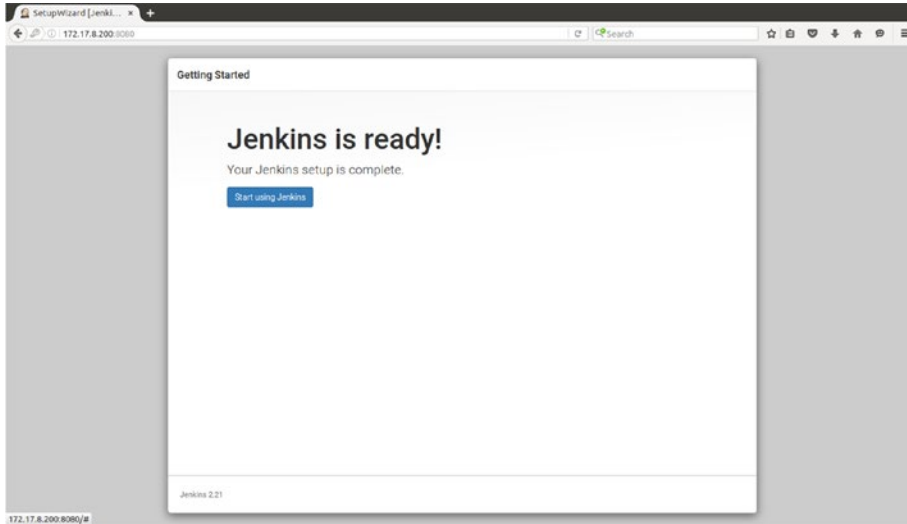 SetupWizard [Jenki...
172.17.8.200:8080
Search
Getting Started
Jenkins is ready!
Your Jenkins setup is complete.
Start using Jenkins
Jenkins 2.21
172.17.8.200:8080/#